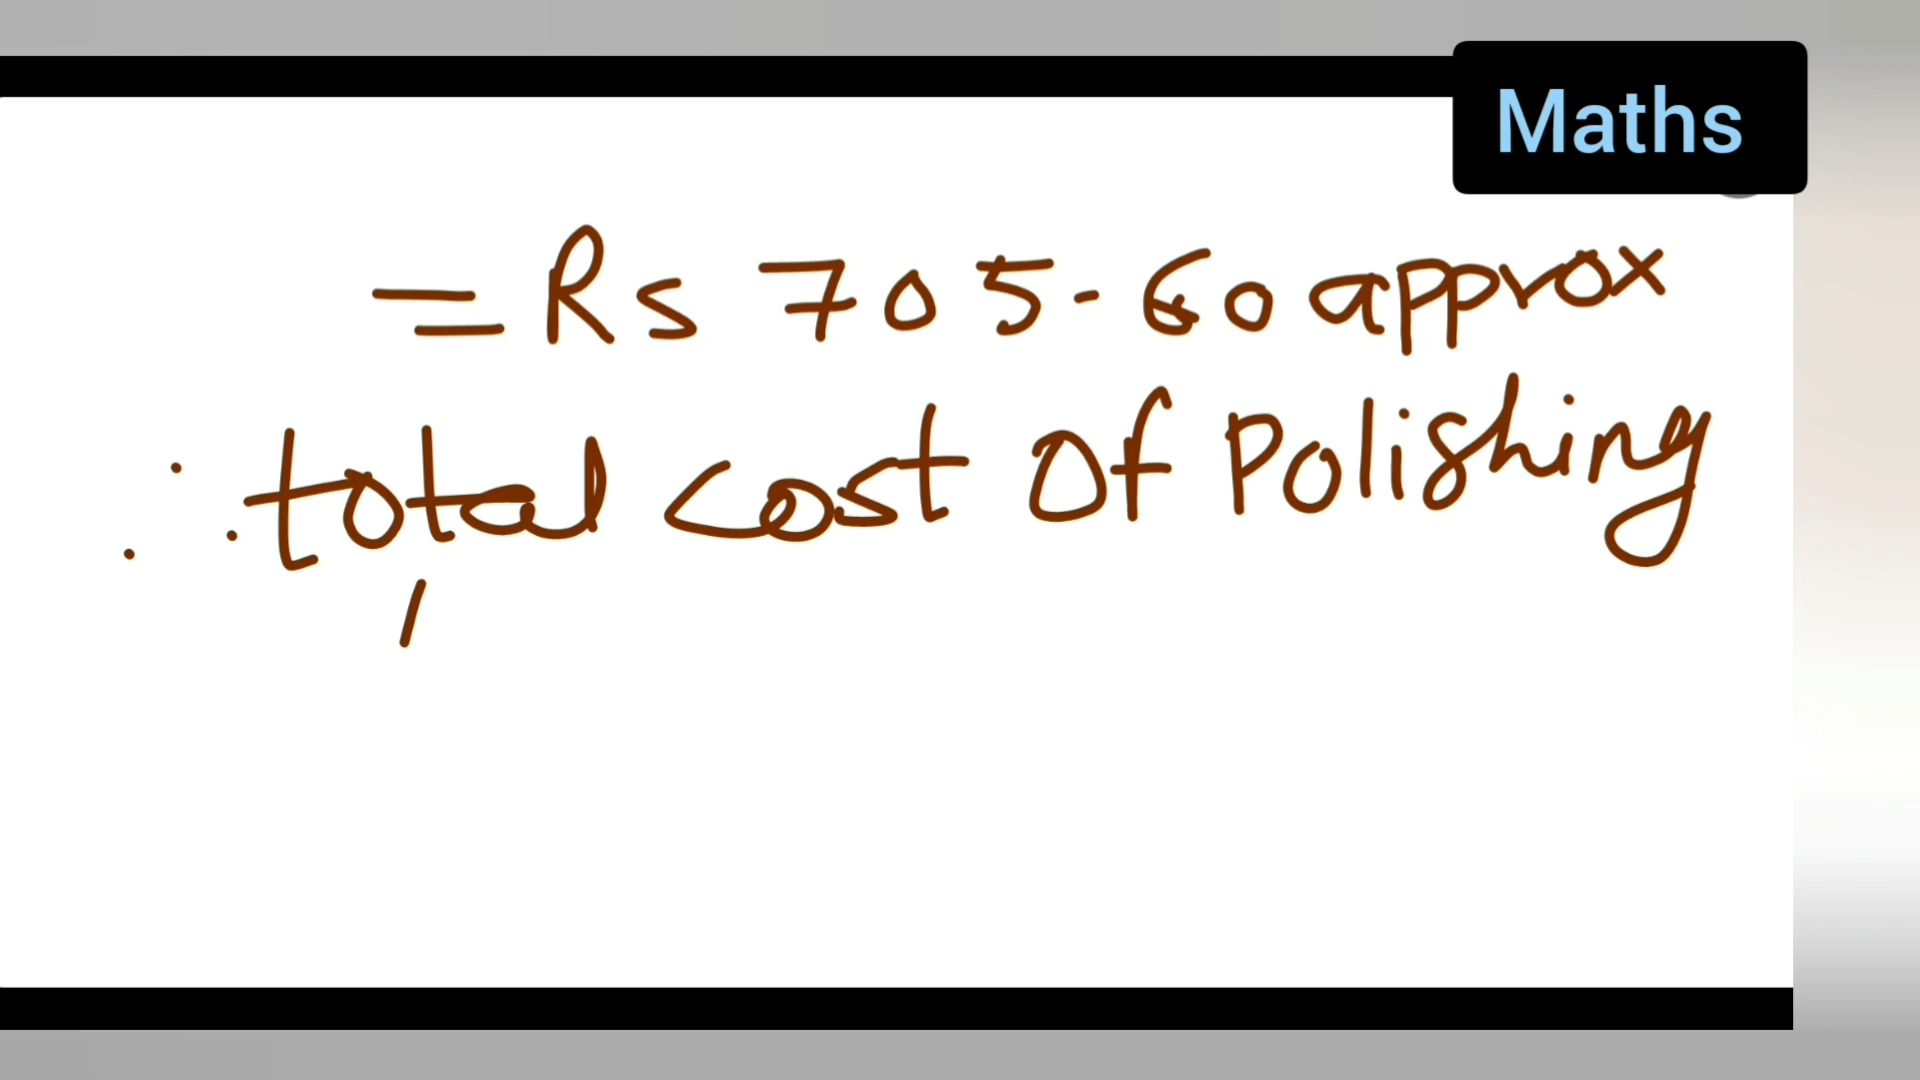 Maths
= Rs 705.60 approx
∴ total cost Of Polishing